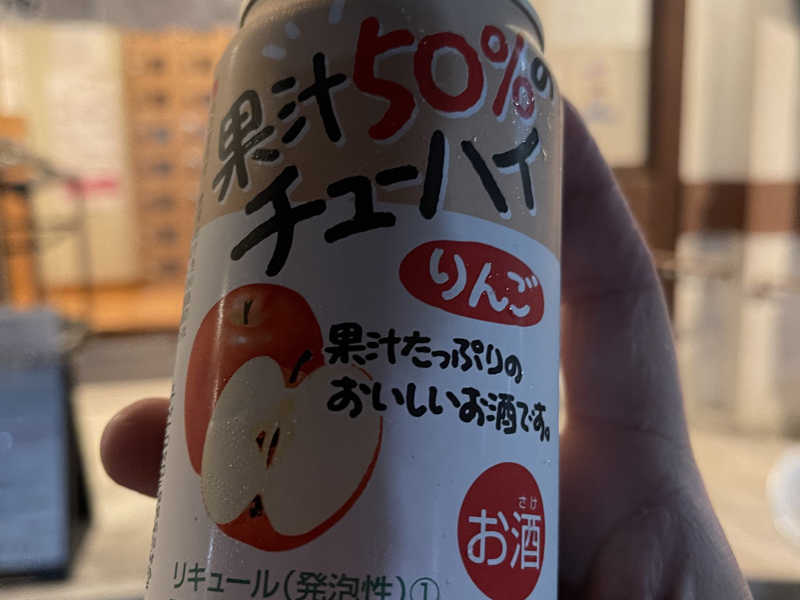 果汁50%の
チューハイ
りんご
果汁たっぷりの
おいしいお酒です。
さけ
お酒
リキュール(発泡性)①